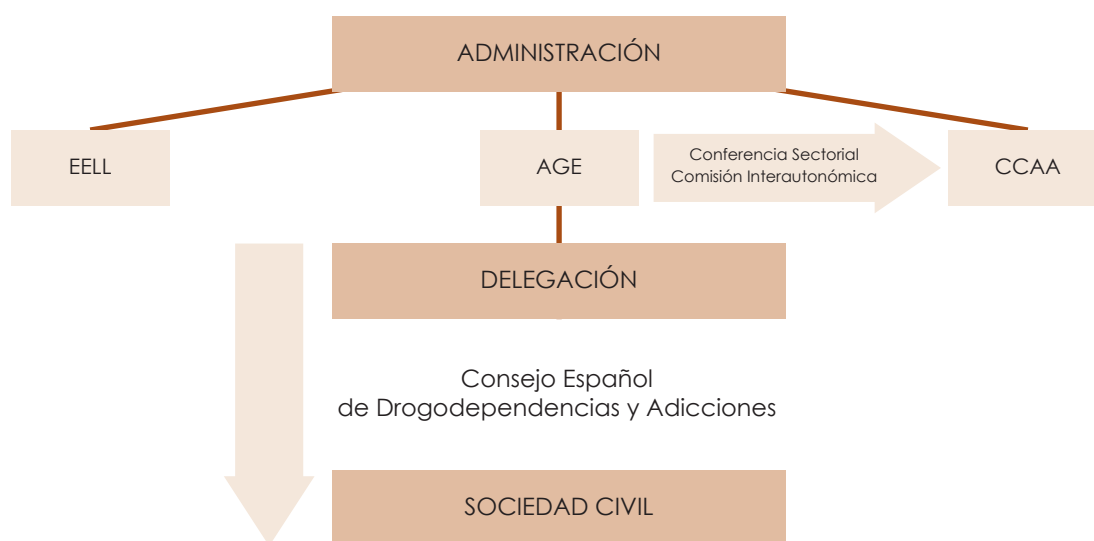 ADMINISTRACIÓN
EELL
AGE
Conferencia Sectorial
Comisión Interautonómica
CCAA
DELEGACIÓN
Consejo Español
de Drogodependencias y Adicciones
SOCIEDAD CIVIL